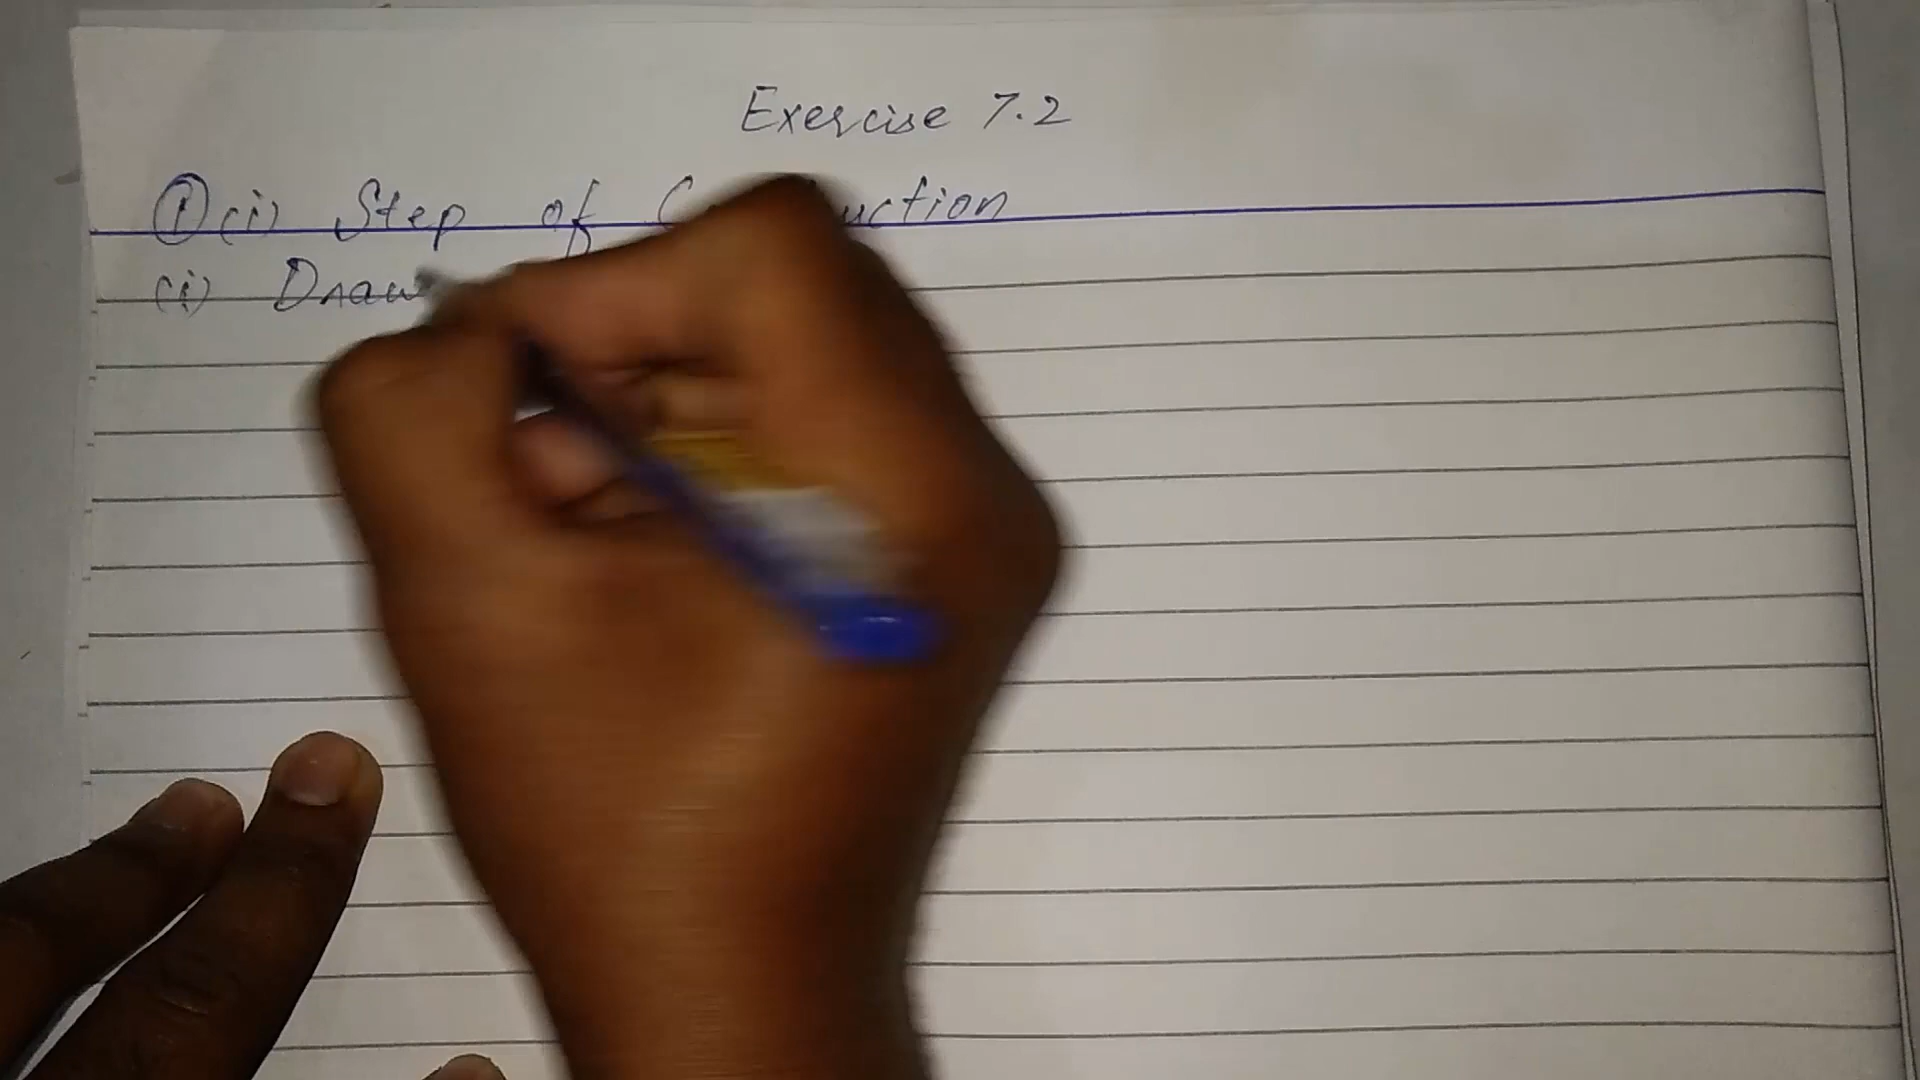 Exercise 7.2
① (i) Step of
(i) Draw